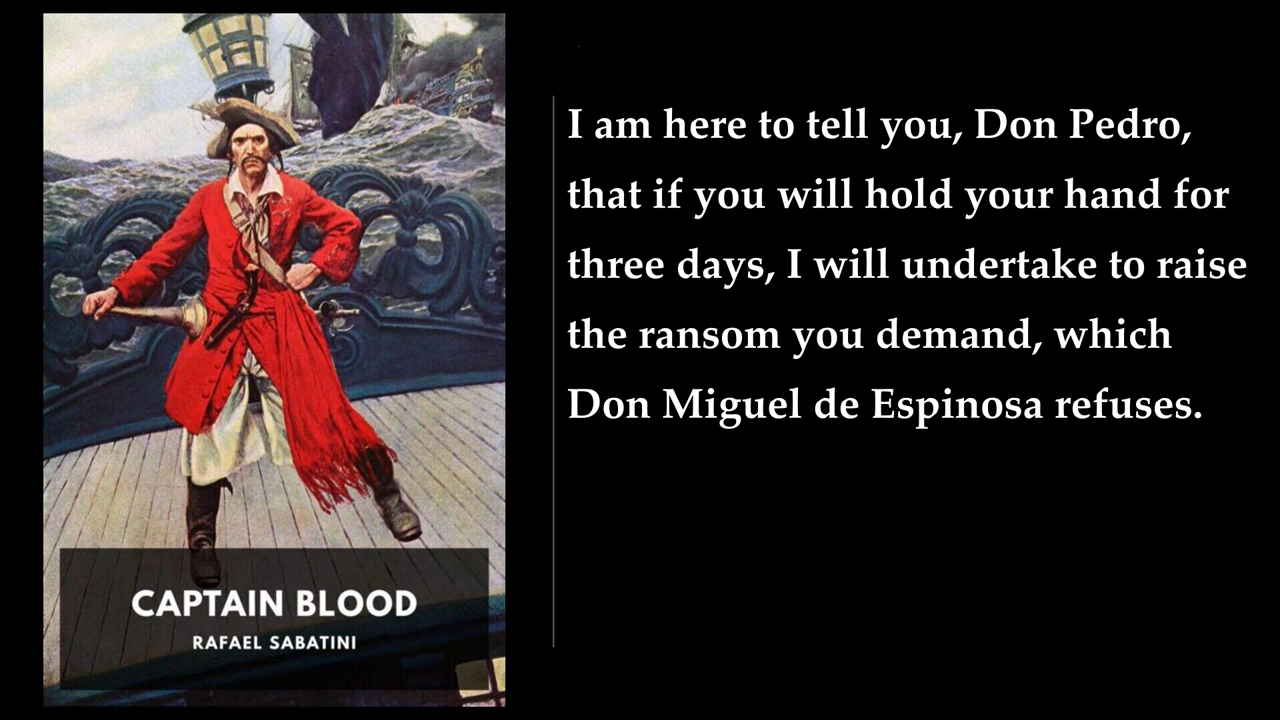 I am here to tell you, Don Pedro,
that if you will hold your hand for
three days, I will undertake to raise
the ransom you demand, which
Don Miguel de Espinosa refuses.
CAPTAIN BLOOD
RAFAEL SABATINI